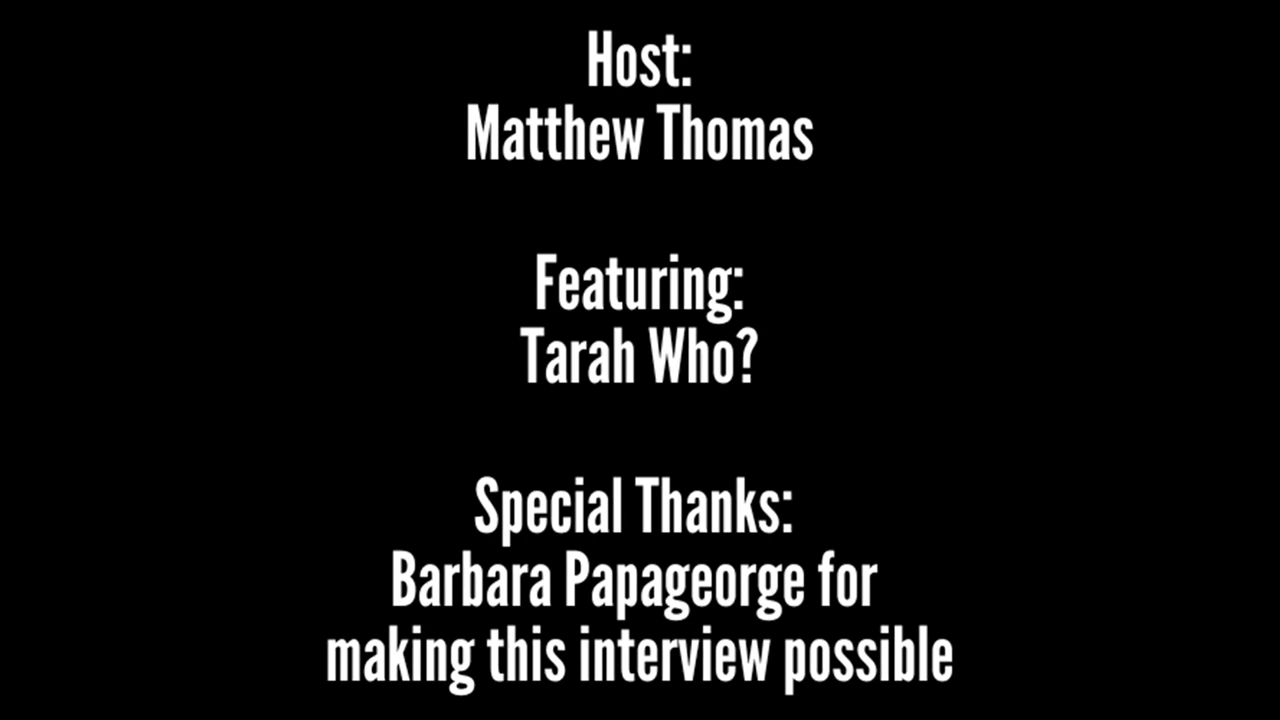 Host:
Matthew Thomas
Featuring:
Tarah Who?
Special Thanks:
Barbara Papageorge for
making this interview possible